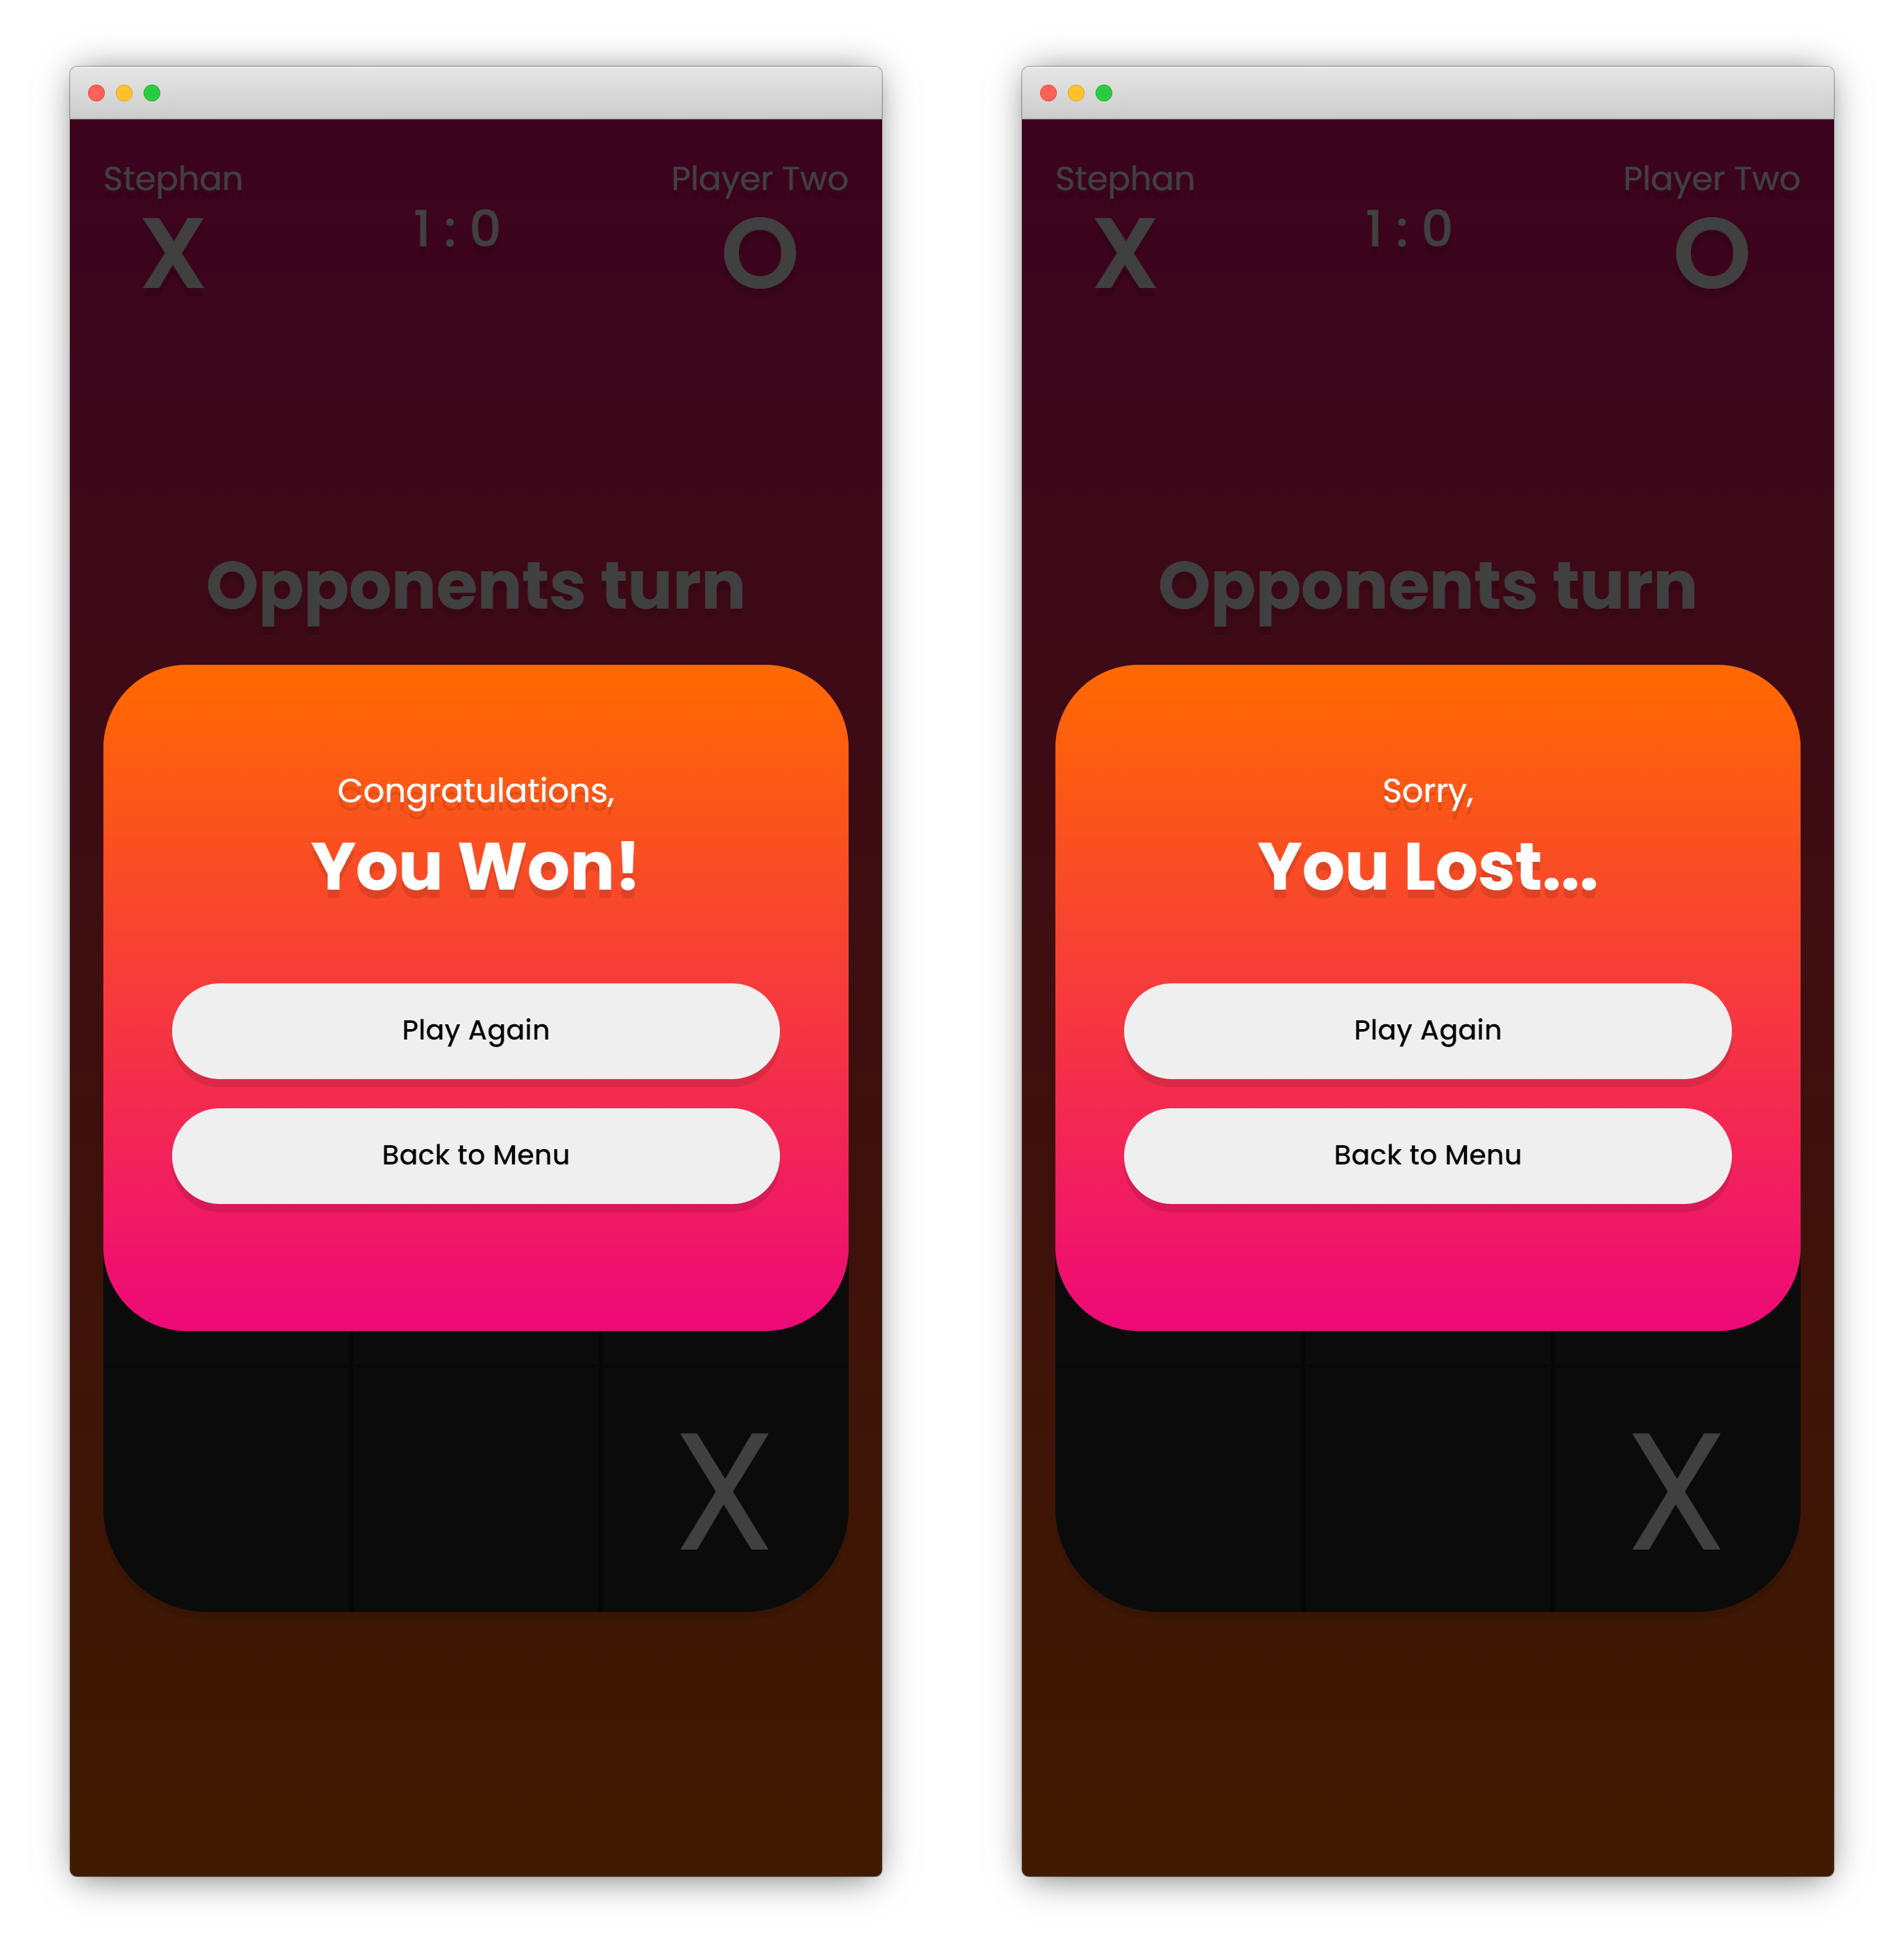 Stephan
1 : 0
Player Two
X
O
Opponents turn
Congratulations,
You Won!
Play Again
Back to Menu
X
Stephan
1 : 0
Player Two
X
O
Opponents turn
Sorry,
You Lost...
Play Again
Back to Menu
X